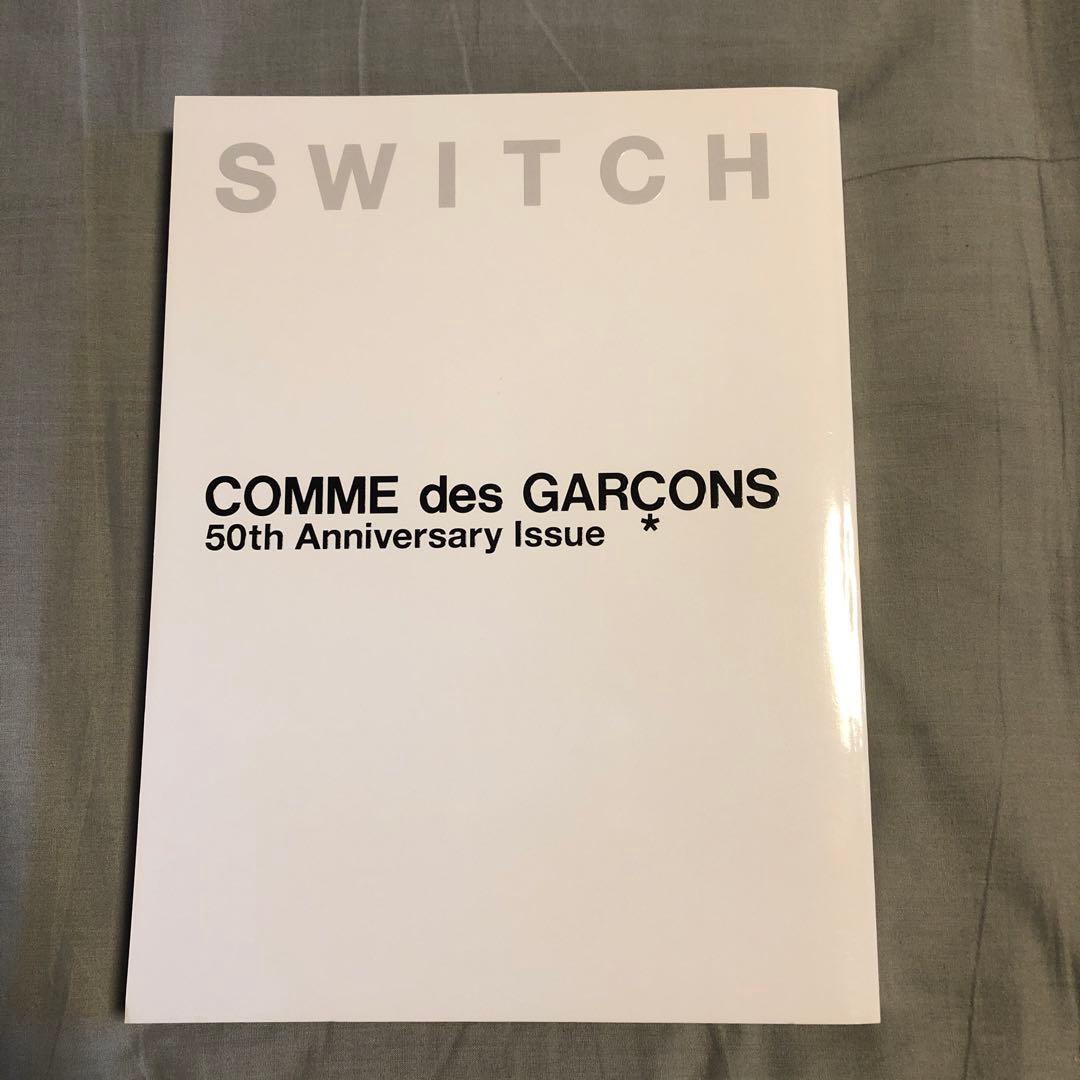 SWITCH
COMME des GARÇONS
50th Anniversary Issue *